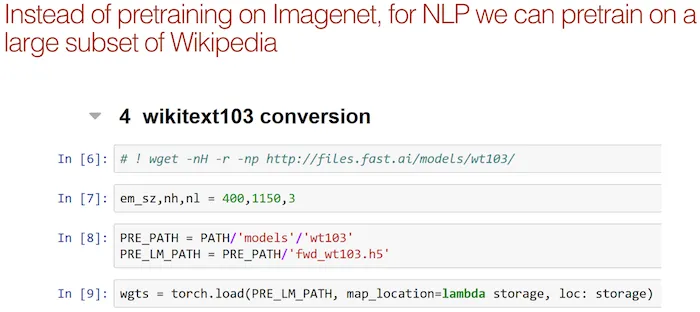 Instead of pretraining on Imagenet, for NLP we can pretrain on a
large subset of Wikipedia
4 wikitext103 conversion
In [6]: # ! wget -nH -r -np http://files.fast.ai/models/wt103/
In [7]: em_sz,nh,nl = 400,1150,3
In [8]: PRE_PATH = PATH/'models'/'wt103'
PRE_LM_PATH = PRE_PATH/'fwd_wt103.h5'
In [9]: wgts = torch.load(PRE_LM_PATH, map_location=lambda storage, loc: storage)